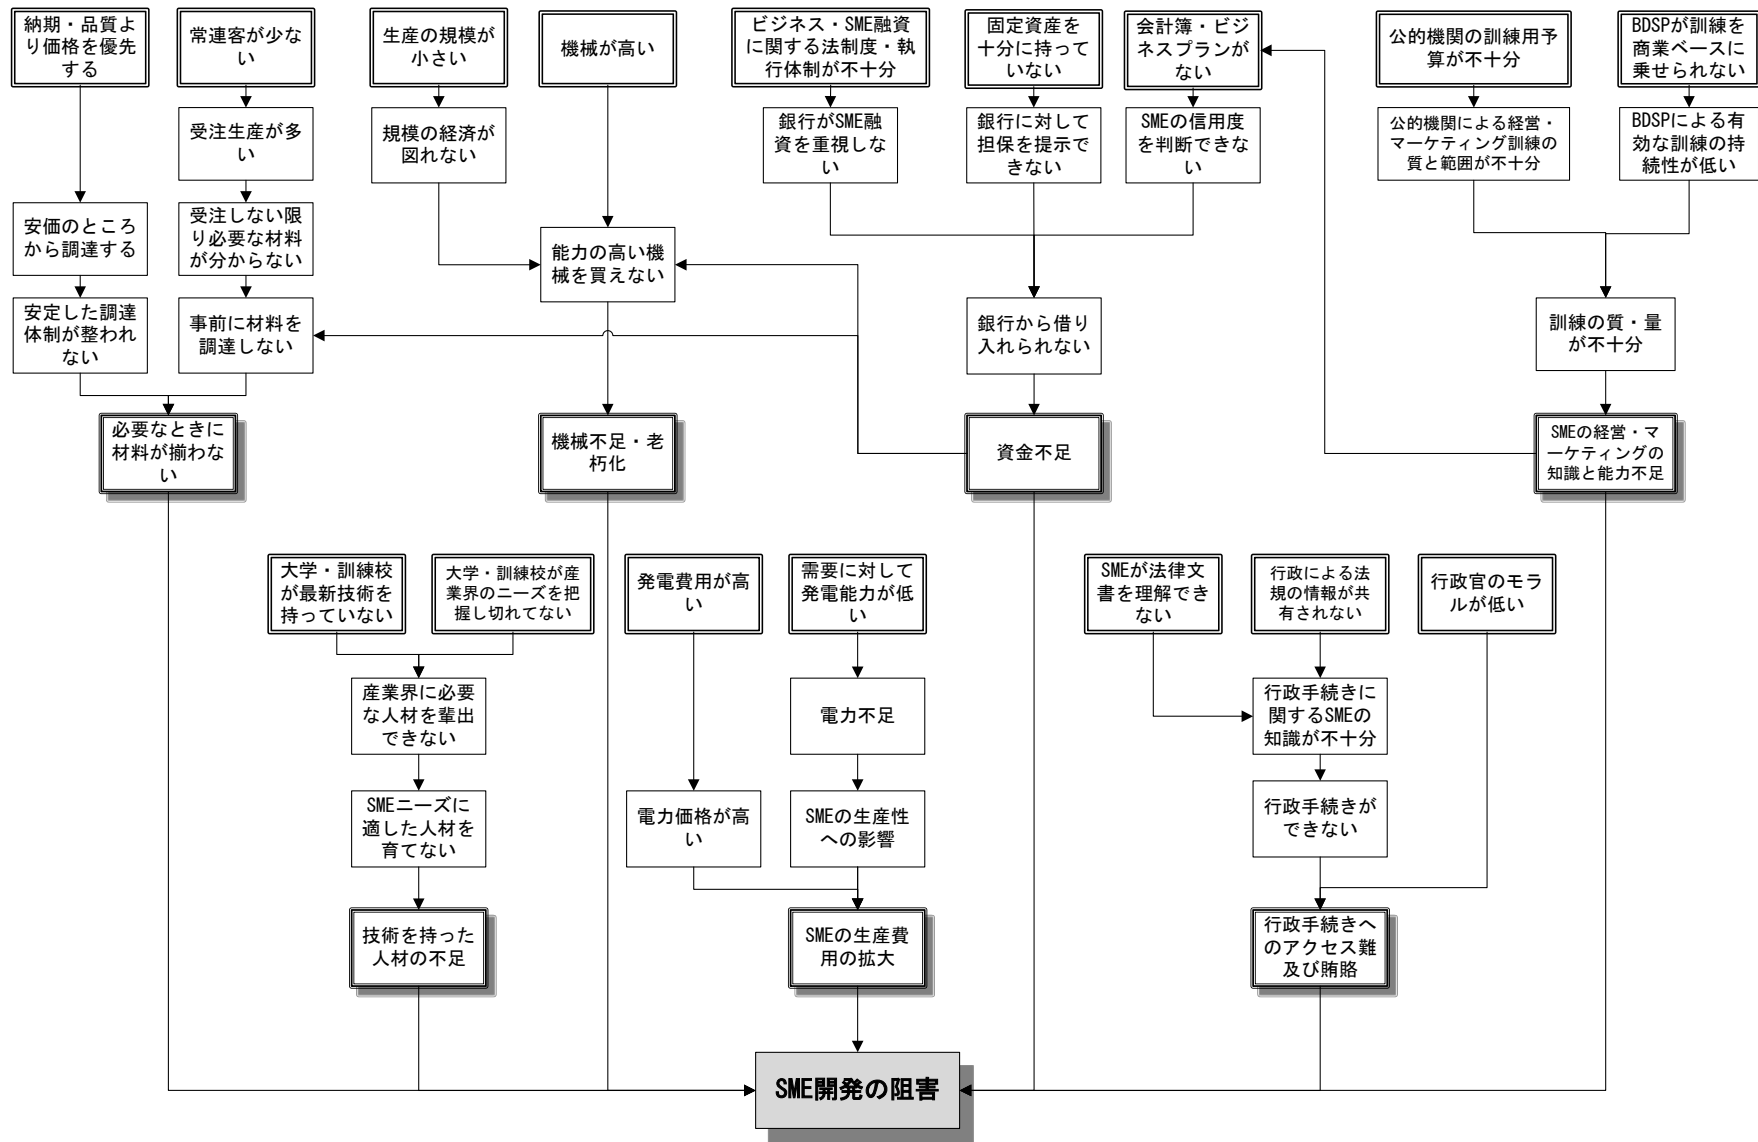 納期・品質よ
り価格を優先
する
常連客が少な
い
生産の規模が
小さい
機械が高い
ビジネス・SME融資
に関する法制度・執
行体制が不十分
固定資産を
十分に持って
いない
会計簿・ビジ
ネスプランが
ない
公的機関の訓練用予
算が不十分
BDSPが訓練を
商業ベースに
乗せられない
受注生産が多
い
規模の経済が
図れない
銀行がSME融
資を重視しな
い
銀行に対して
担保を提示で
きない
SMEの信用度
を判断できな
い
公的機関による経営・
マーケティング訓練の
質と範囲が不十分
BDSPによる有
効な訓練の持
続性が低い
安価のところ
から調達する
受注しない限
り必要な材料
が分からない
能力の高い機
械を買えない
安定した調達
体制が整われ
ない
事前に材料を
調達しない
銀行から借り
入れられない
訓練の質・量
が不十分
必要なときに
材料が揃わな
い
機械不足・老
朽化
資金不足
SMEの経営・マ
ーケティングの
知識と能力不足
大学・訓練校
が最新技術を
持っていない
大学・訓練校が産
業界のニーズを把
握し切れてない
発電費用が高
い
需要に対して
発電能力が低
い
SMEが法律文
書を理解でき
ない
行政による法
規の情報が共
有されない
行政官のモラ
ルが低い
産業界に必要
な人材を輩出
できない
電力不足
行政手続きに
関するSMEの
知識が不十分
SMEニーズに
適した人材を
育てない
電力価格が高
い
SMEの生産性
への影響
行政手続きが
できない
技術を持った
人材の不足
SMEの生産費
用の拡大
行政手続きへ
のアクセス難
及び賄賂
SME開発の阻害